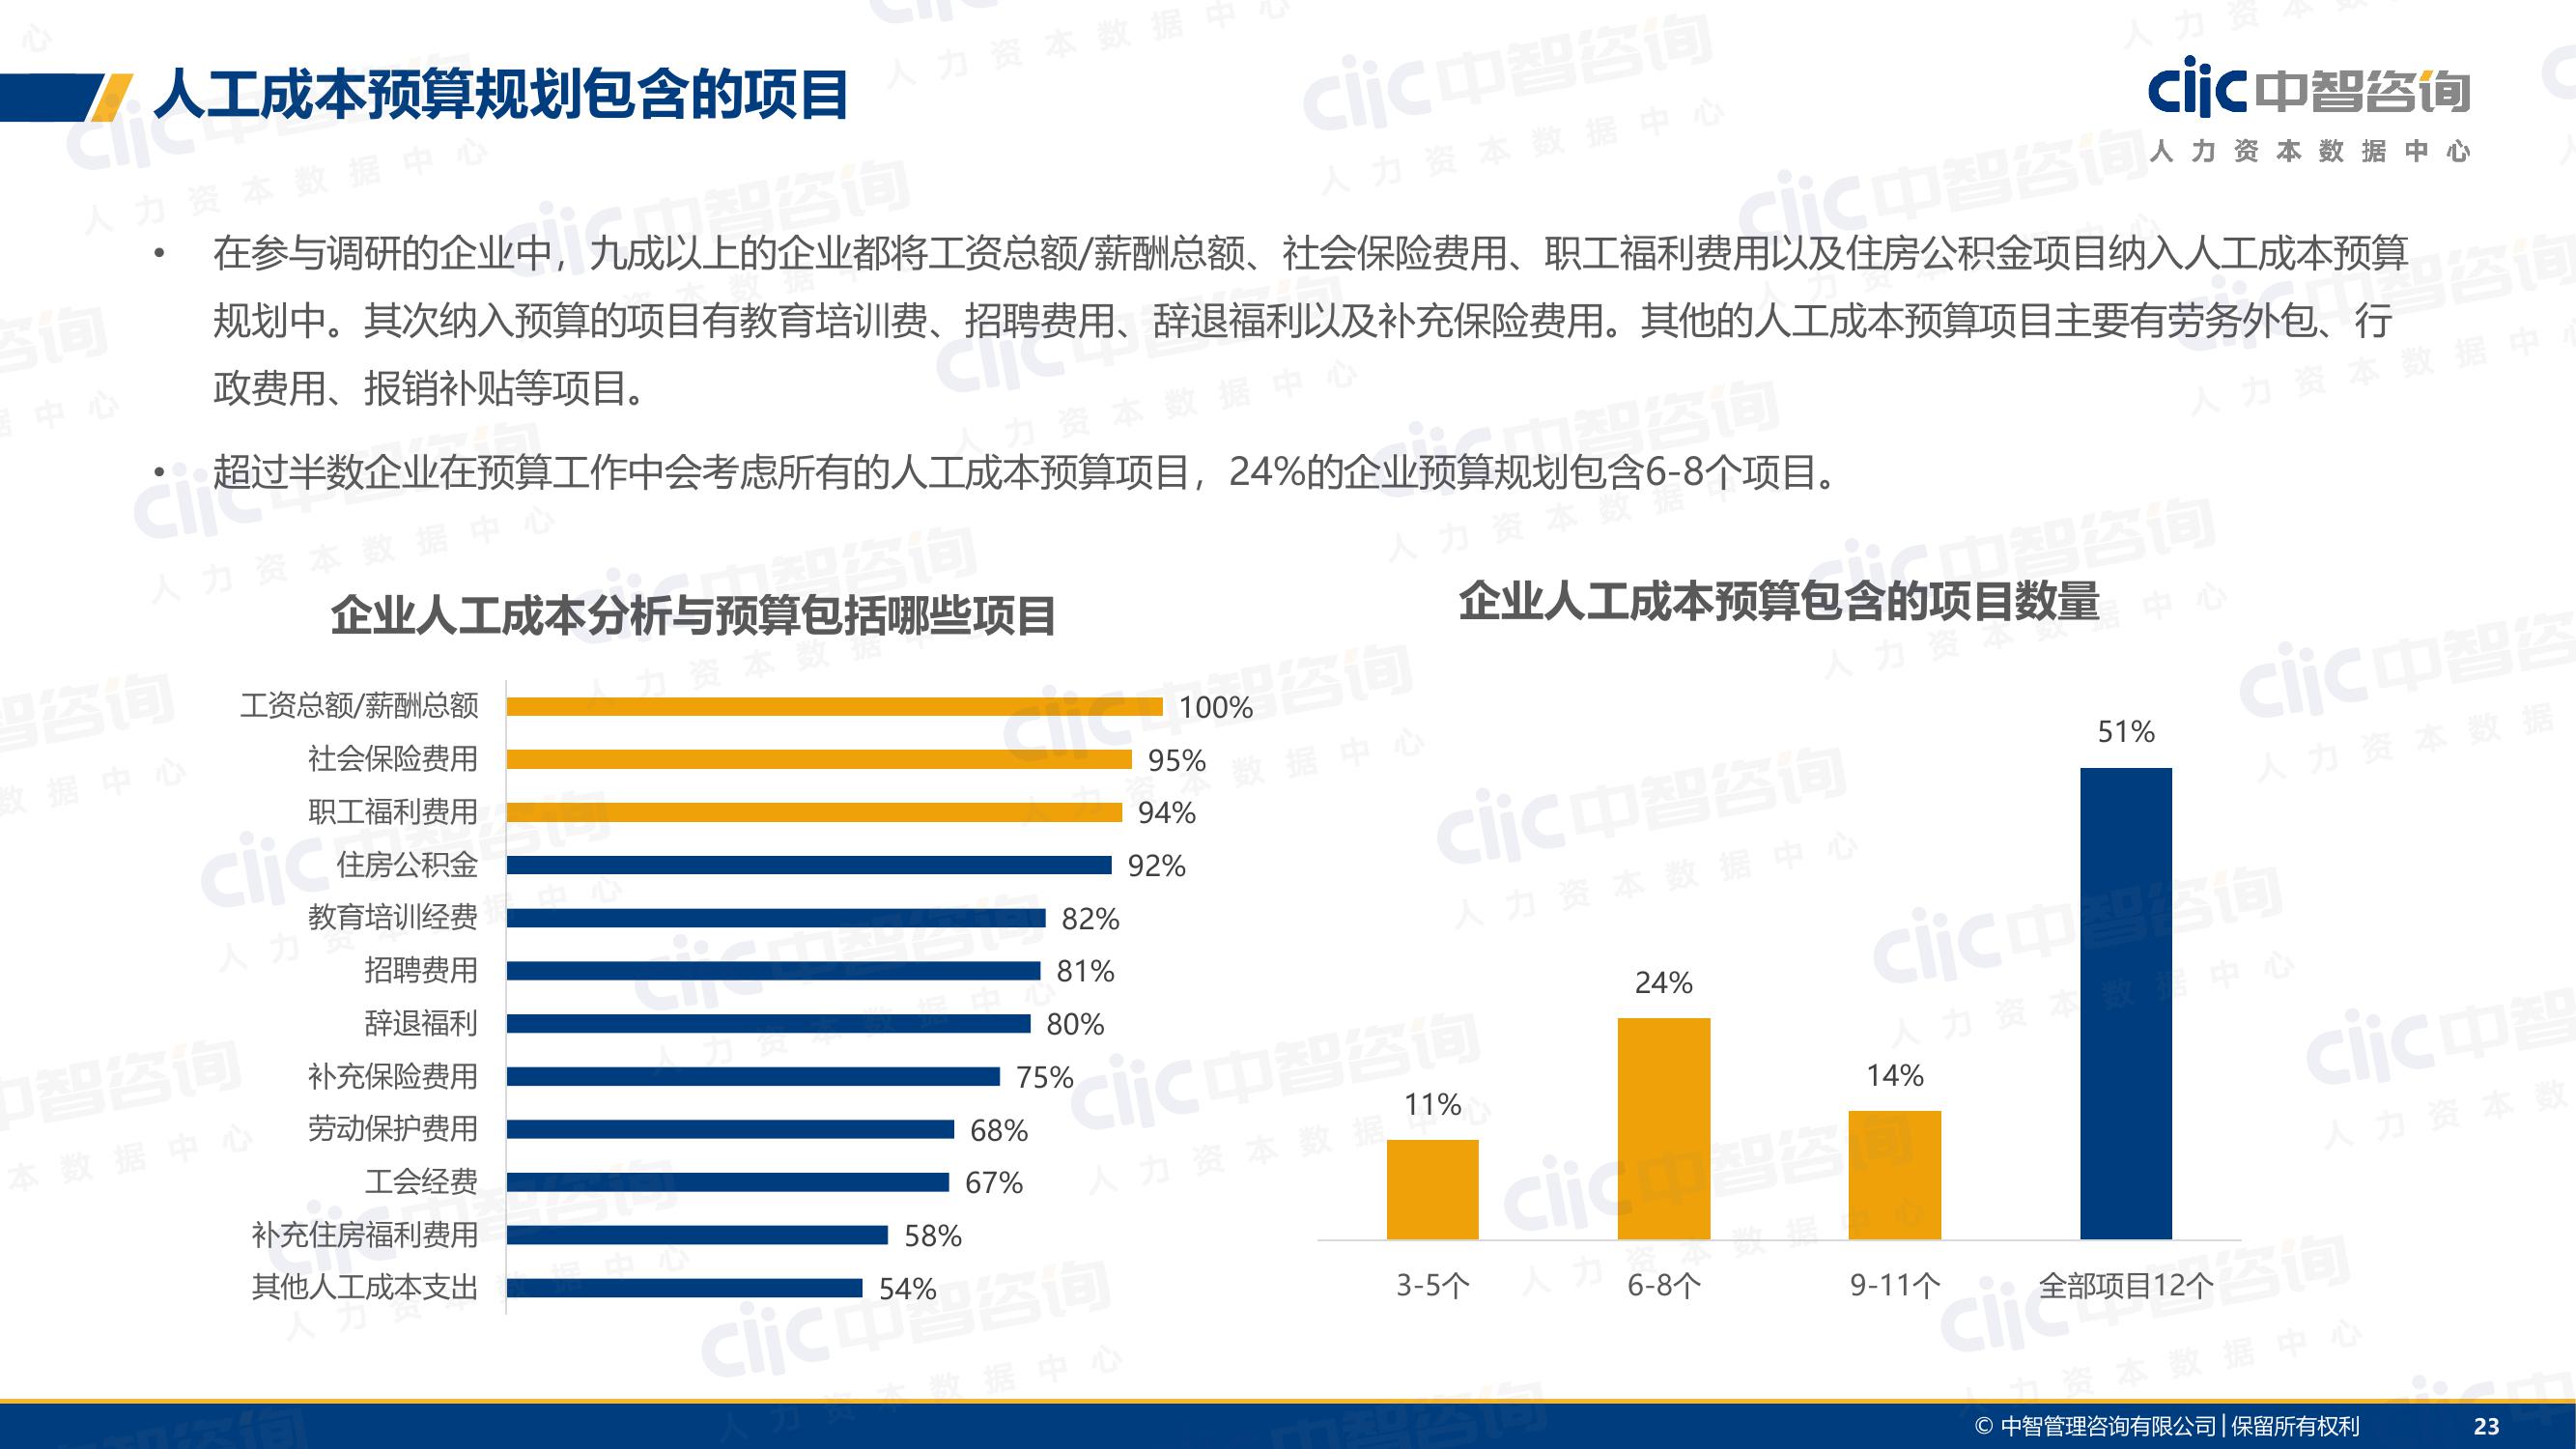 人工成本预算规划包含的项目
ciic中智咨询
人力资本数据中心
• 在参与调研的企业中，九成以上的企业都将工资总额/薪酬总额、社会保险费用、职工福利费用以及住房公积金项目纳入人工成本预算
规划中。其次纳入预算的项目有教育培训费、招聘费用、辞退福利以及补充保险费用。其他的人工成本预算项目主要有劳务外包、行
政费用、报销补贴等项目。
• 超过半数企业在预算工作中会考虑所有的人工成本预算项目，24%的企业预算规划包含6-8个项目。
企业人工成本分析与预算包括哪些项目
工资总额/薪酬总额 100%
社会保险费用 95%
职工福利费用 94%
住房公积金 92%
教育培训经费 82%
招聘费用 81%
辞退福利 80%
补充保险费用 75%
劳动保护费用 68%
工会经费 67%
补充住房福利费用 58%
其他人工成本支出 54%
企业人工成本预算包含的项目数量
51%
24%
14%
11%
3-5个 6-8个 9-11个 全部项目12个
© 中智管理咨询有限公司|保留所有权利 23